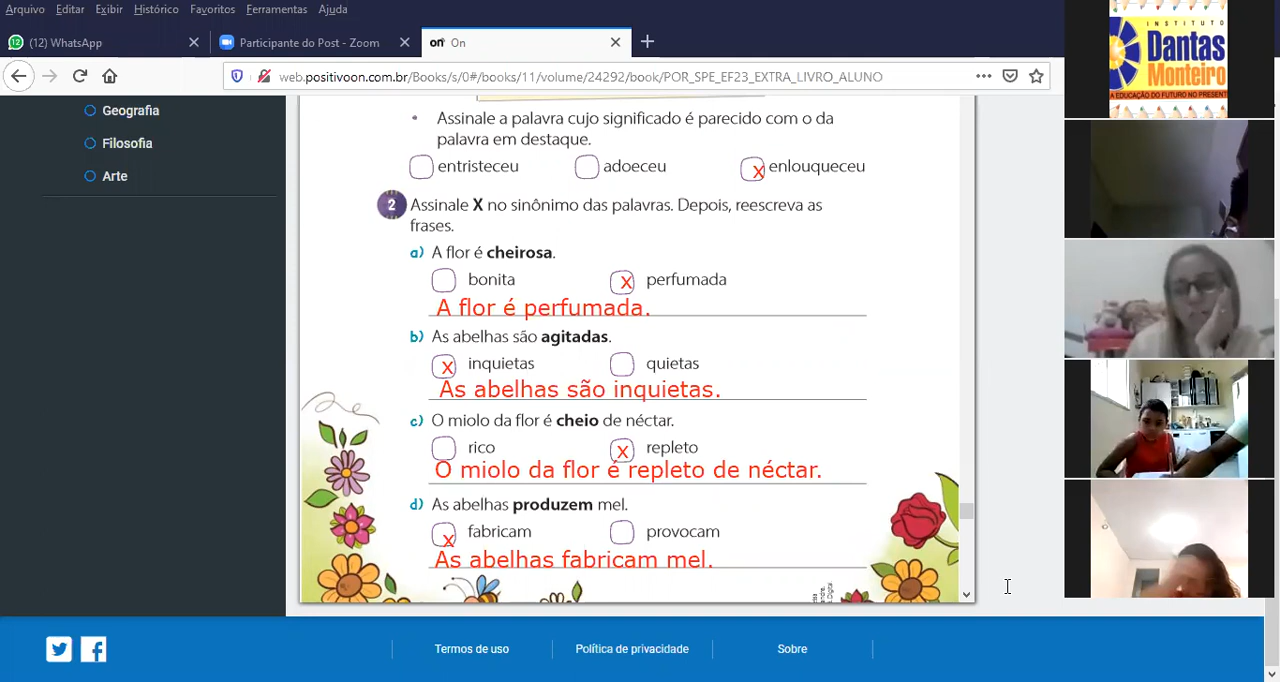 Arquivo Editar Exibir Histórico Favoritos Ferramentas Ajuda
(12) WhatsApp
Participante do Post - Zoom
on On
web.positivoon.com.br/Books/s/0#/books/11/volume/24292/book/POR_SPE_EF23_EXTRA_LIVRO_ALUNO
INSTITUTO
Dantas
Monteiro
A EDUCAÇÃO DO FUTURO NO PRESENT
Geografia
Filosofia
Arte
• Assinale a palavra cujo significado é parecido com o da
palavra em destaque.
entristeceu adoeceu x enlouqueceu
2 Assinale X no sinônimo das palavras. Depois, reescreva as
frases.
a) A flor é cheirosa.
bonita x perfumada
A flor é perfumada.
b) As abelhas são agitadas.
x inquietas quietas
As abelhas são inquietas.
c) O miolo da flor é cheio de néctar.
rico x repleto
O miolo da flor é repleto de néctar.
d) As abelhas produzem mel.
x fabricam provocam
As abelhas fabricam mel.
Termos de uso Política de privacidade Sobre